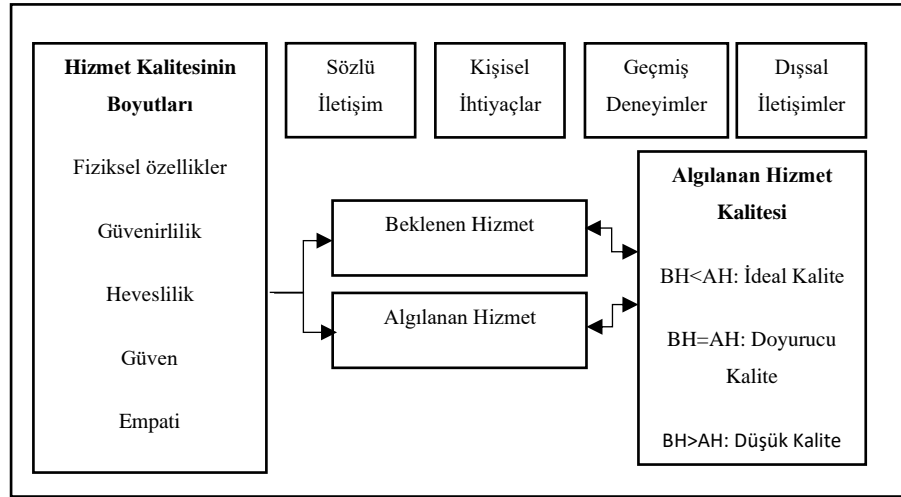 Hizmet Kalitesinin
Boyutları
Fiziksel özellikler
Güvenirlilik
Heveslilik
Güven
Empati
Sözlü
İletişim
Kişisel
İhtiyaçlar
Geçmiş
Deneyimler
Dışsal
İletişimler
Beklenen Hizmet
Algılanan Hizmet
Algılanan Hizmet
Kalitesi
BH<AH: İdeal Kalite
BH=AH: Doyurucu
Kalite
BH>AH: Düşük Kalite